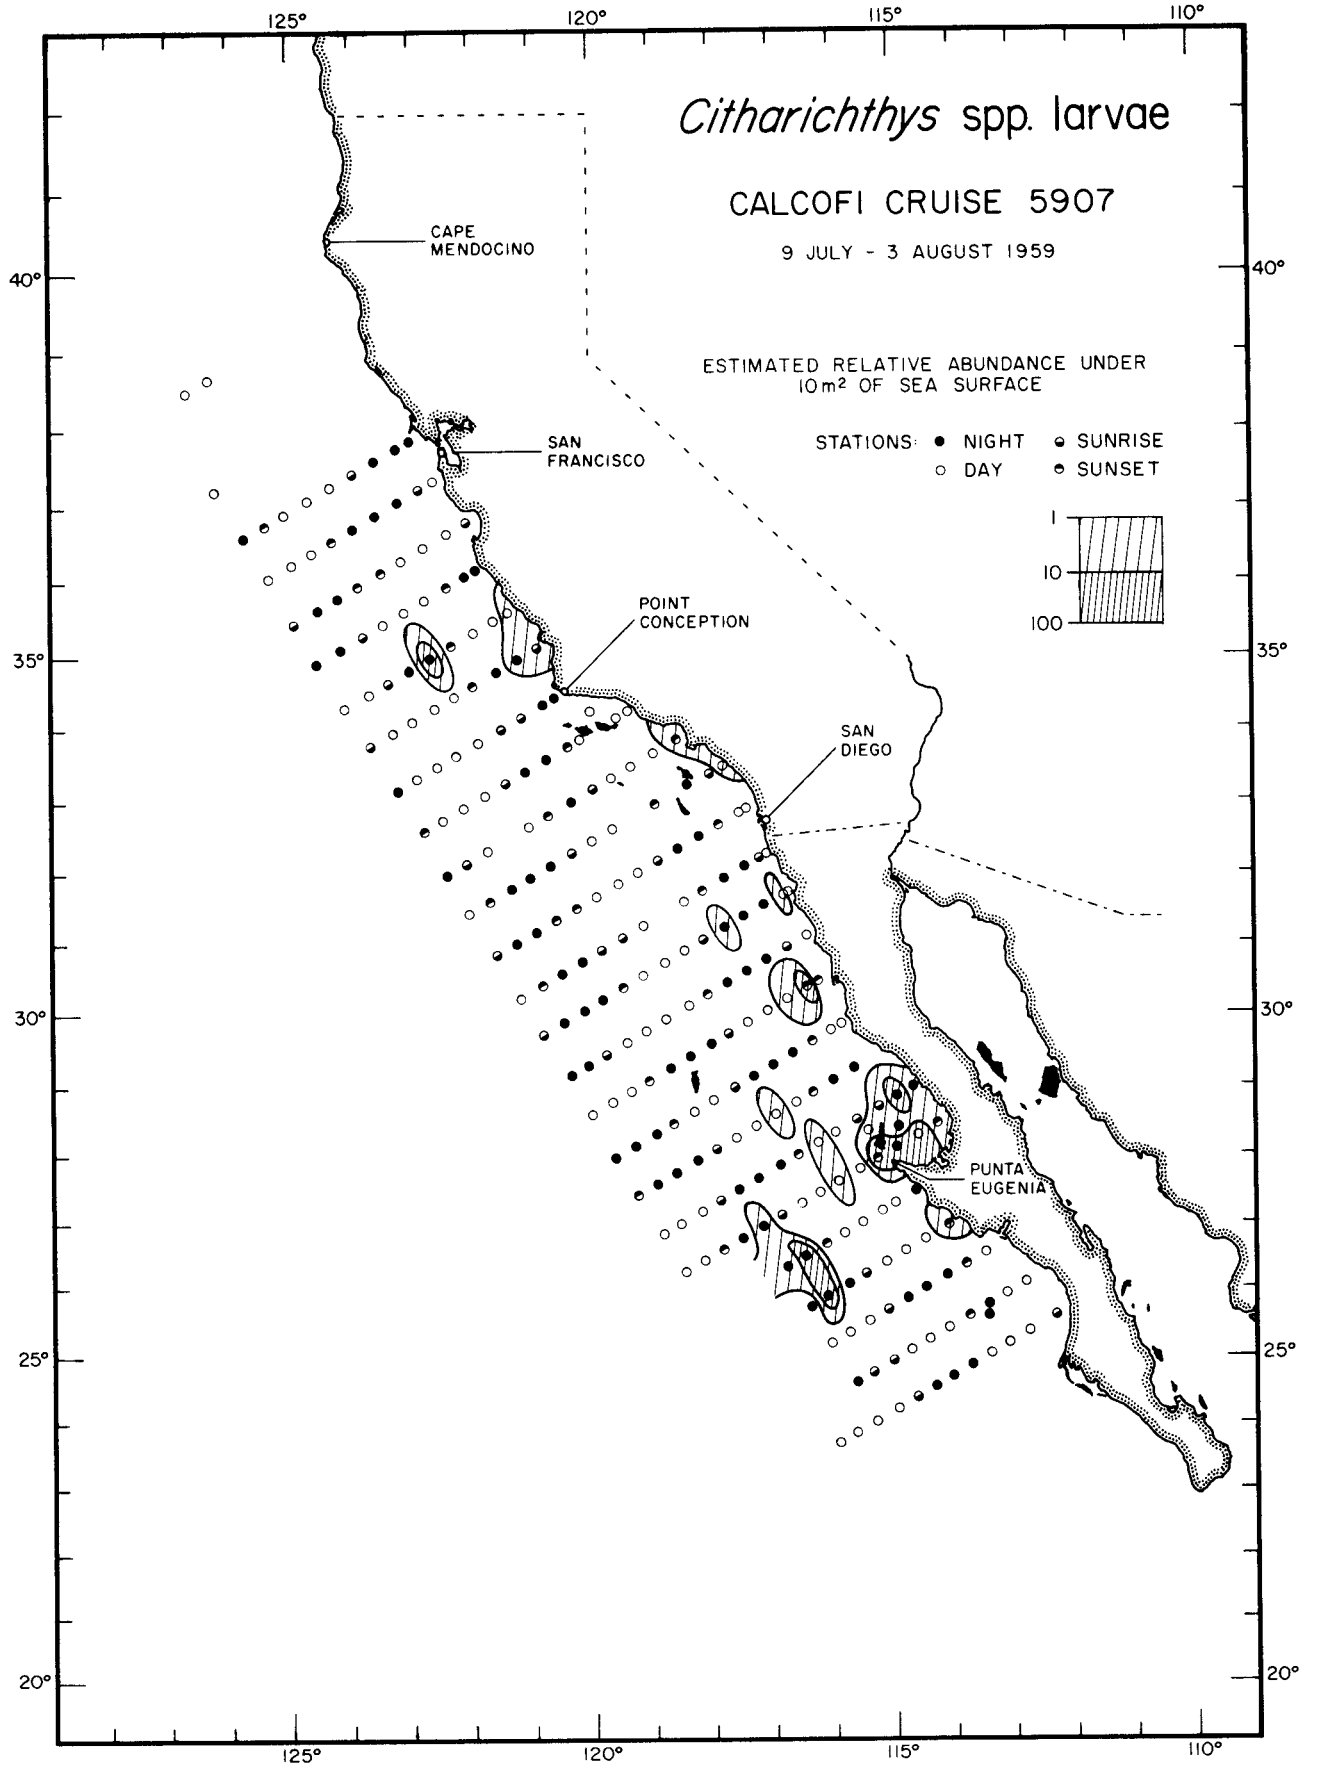 125°
120°
115°
110°
Citharichthys spp. larvae
CALCOFI CRUISE 5907
9 JULY - 3 AUGUST 1959
CAPE
MENDOCINO
40°
40°
ESTIMATED RELATIVE ABUNDANCE UNDER
10m² OF SEA SURFACE
STATIONS: ● NIGHT SUNRISE
○ DAY SUNSET
SAN
FRANCISCO
1
10
100
POINT
CONCEPTION
35°
35°
SAN
DIEGO
30°
30°
PUNTA
EUGENIA
25°
25°
20°
20°
125°
120°
115°
110°